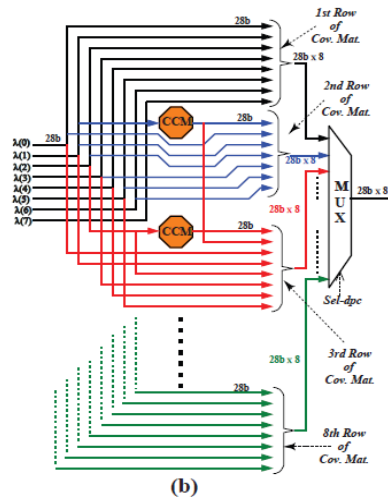 28b
1st Row
of
Cov. Mat.
28b x 8
28b
CCM
2nd Row
of
Cov. Mat.
28b x 8
λ(0) 28b
λ(1)
λ(2)
λ(3)
λ(4)
λ(5)
λ(6)
λ(7)
MUX
28b x 8
28b x 8
CCM
28b
Sel-dpc
3rd Row
of
Cov. Mat.
28b x 8
28b
8th Row
of
Cov. Mat.
(b)